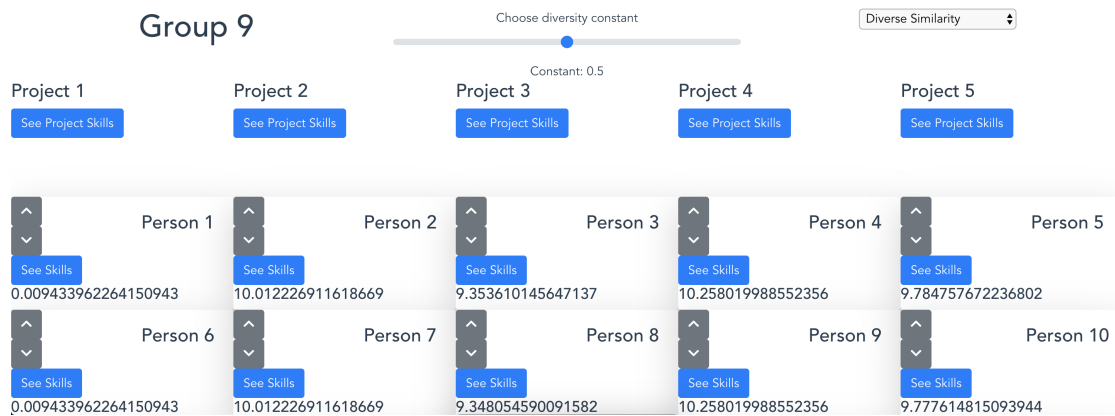 Group 9
Choose diversity constant
Diverse Similarity
Constant: 0.5
Project 1 Project 2 Project 3 Project 4 Project 5
See Project Skills See Project Skills See Project Skills See Project Skills See Project Skills
Person 1 Person 2 Person 3 Person 4 Person 5
See Skills See Skills See Skills See Skills See Skills
0.009433962264150943 10.012226911618669 9.353610145647137 10.258019988552356 9.784757672236802
Person 6 Person 7 Person 8 Person 9 Person 10
See Skills See Skills See Skills See Skills See Skills
0.009433962264150943 10.012226911618669 9.348054590091582 10.258019988552356 9.777614815093944